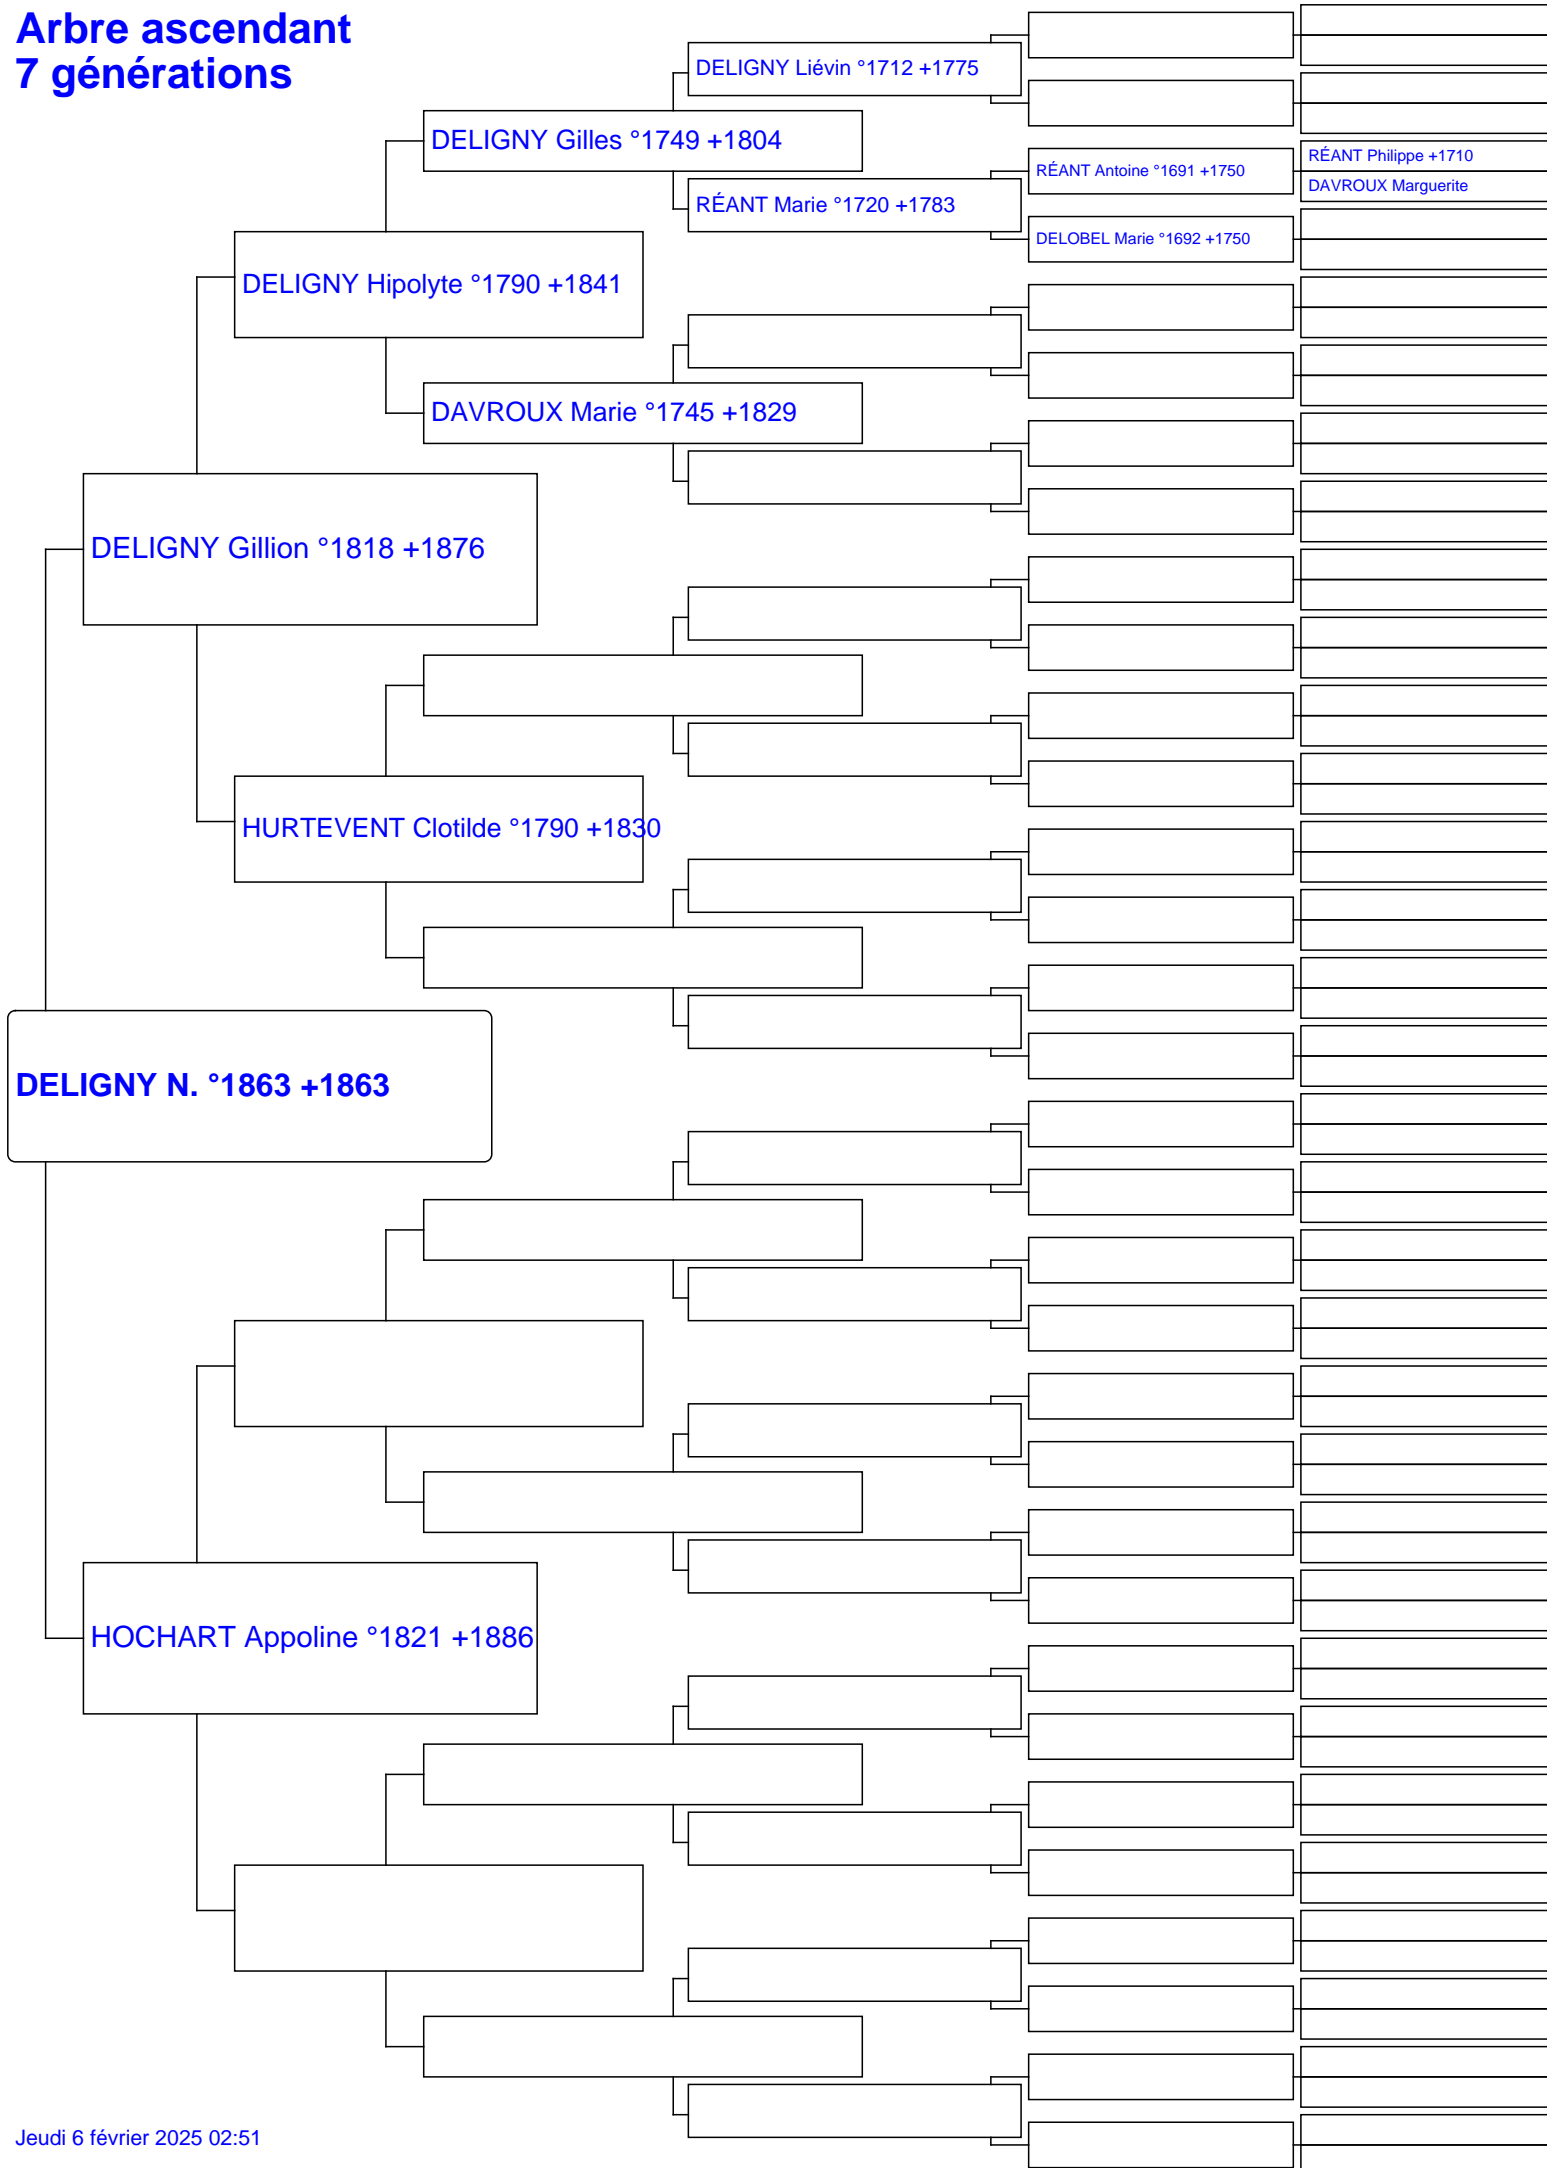 Arbre ascendant
7 générations
DELIGNY Liévin °1712 +1775
DELIGNY Gilles °1749 +1804
RÉANT Philippe +1710
RÉANT Antoine °1691 +1750
DAVROUX Marguerite
RÉANT Marie °1720 +1783
DELOBEL Marie °1692 +1750
DELIGNY Hipolyte °1790 +1841
DAVROUX Marie °1745 +1829
DELIGNY Gillion °1818 +1876
HURTEVENT Clotilde °1790 +1830
DELIGNY N. °1863 +1863
HOCHART Appoline °1821 +1886
Jeudi 6 février 2025 02:51